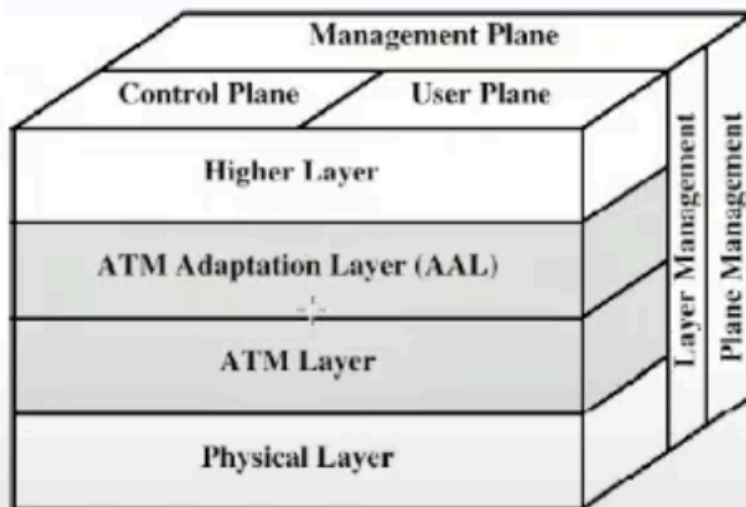 Management Plane
Control Plane
User Plane
Higher Layer
ATM Adaptation Layer (AAL)
ATM Layer
Physical Layer
Layer Management
Plane Management